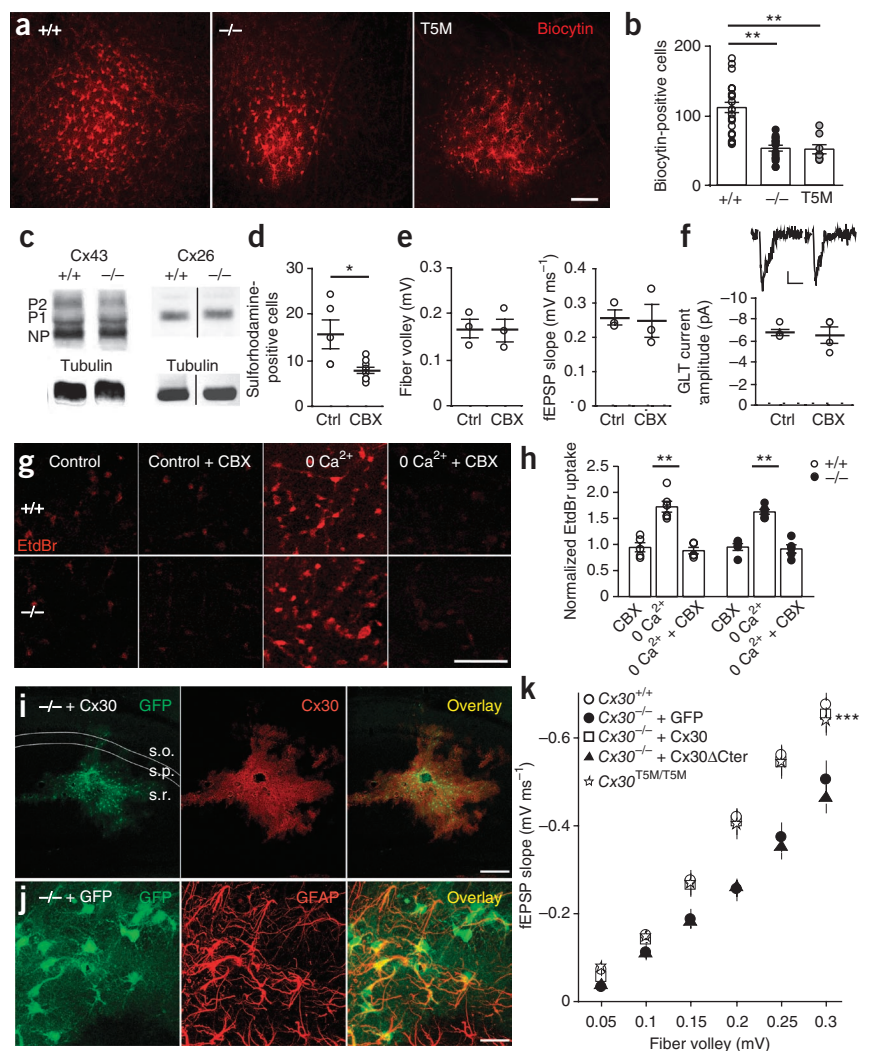 a
+/+
–/–
T5M
Biocytin
b
**
**
Biocytin-positive cells
200
100
0
+/+
–/–
T5M
c
Cx43
+/+
–/–
P2
P1
NP
Tubulin
Cx26
+/+
–/–
Tubulin
d
*
Sulforhodamine-
positive cells
30
20
10
0
Ctrl
CBX
e
Fiber volley (mV)
0.3
0.2
0.1
0
Ctrl
CBX
fEPSP slope (mV ms⁻¹)
0.4
0.3
0.2
0.1
0
Ctrl
CBX
f
GLT current
amplitude (pA)
–10
–8
–6
–4
–2
0
Ctrl
CBX
g
Control
Control + CBX
0 Ca²⁺
0 Ca²⁺ + CBX
+/+
EtdBr
–/–
h
Normalized EtdBr uptake
2.5
2.0
1.5
1.0
0.5
0
**
**
+/+
–/–
CBX
0 Ca²⁺
0 Ca²⁺ + CBX
CBX
0 Ca²⁺
0 Ca²⁺ + CBX
i
–/– + Cx30
GFP
s.o.
s.p.
s.r.
Cx30
Overlay
j
–/– + GFP
GFP
GFAP
Overlay
k
Cx30⁺/⁺
Cx30⁻/⁻ + GFP
Cx30⁻/⁻ + Cx30
Cx30⁻/⁻ + Cx30ΔCter
Cx30ᵀ⁵ᴹ/ᵀ⁵ᴹ
***
fEPSP slope (mV ms⁻¹)
–0.6
–0.4
–0.2
0
0.05
0.1
0.15
0.2
0.25
0.3
Fiber volley (mV)